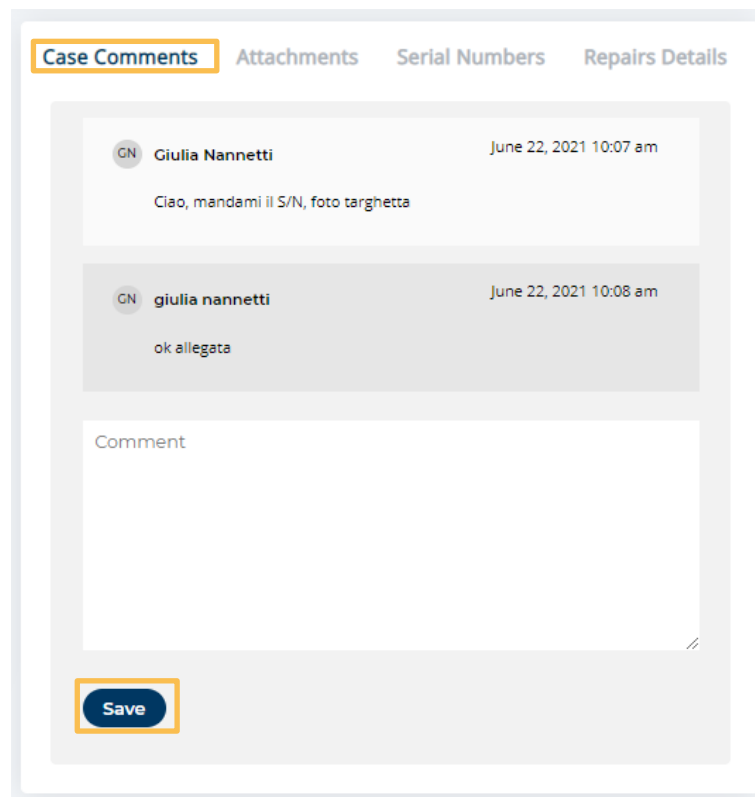 Case Comments Attachments Serial Numbers Repairs Details
GN Giulia Nannetti June 22, 2021 10:07 am
Ciao, mandami il S/N, foto targhetta
GN giulia nannetti June 22, 2021 10:08 am
ok allegata
Comment
Save